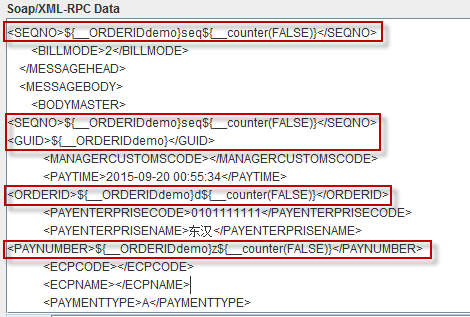 Soap/XML-RPC Data
<SEQNO>${__ORDERIDdemo}seq${__counter(FALSE)}</SEQNO>
<BILLMODE>2</BILLMODE>
</MESSAGEHEAD>
<MESSAGEBODY>
<BODYMASTER>
<SEQNO>${__ORDERIDdemo}seq${__counter(FALSE)}</SEQNO>
<GUID>${__ORDERIDdemo}</GUID>
<MANAGERCUSTOMSCODE></MANAGERCUSTOMSCODE>
<PAYTIME>2015-09-20 00:55:34</PAYTIME>
<ORDERID>${__ORDERIDdemo}d${__counter(FALSE)}</ORDERID>
<PAYENTERPRISECODE>0101111111</PAYENTERPRISECODE>
<PAYENTERPRISENAME>东汉</PAYENTERPRISENAME>
<PAYNUMBER>${__ORDERIDdemo}z${__counter(FALSE)}</PAYNUMBER>
<ECPCODE></ECPCODE>
<ECPNAME></ECPNAME>
<PAYMENTTYPE>A</PAYMENTTYPE>